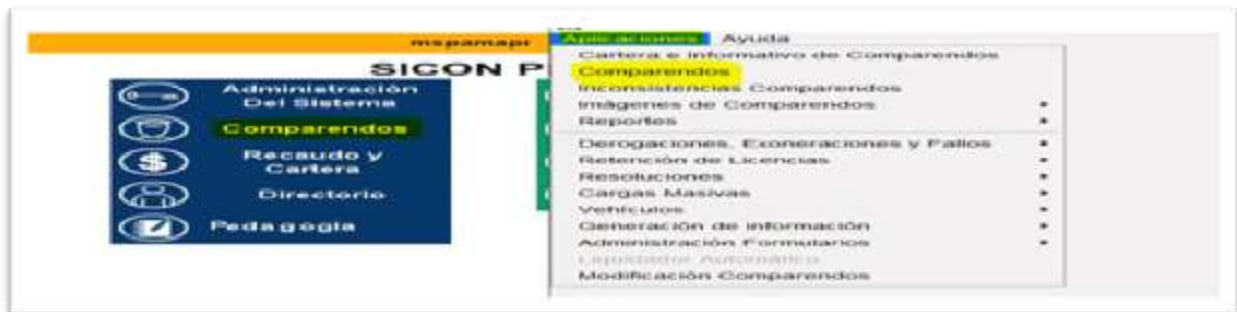 mspamapr
SICON P
Administración
Del Sistema
Comparendos
Recaudo y
Cartera
Directorio
Pedagogía
Aplicaciones Ayuda
Cartera e Informativo de Comparendos
Comparendos
Inconsistencias Comparendos
Imágenes de Comparendos
Reportes
Derogaciones, Exoneraciones y Fallos
Retención de Licencias
Resoluciones
Cargas Masivas
Vehículos
Generación de Información
Administración Formularios
Liquidador Automático
Modificación Comparendos